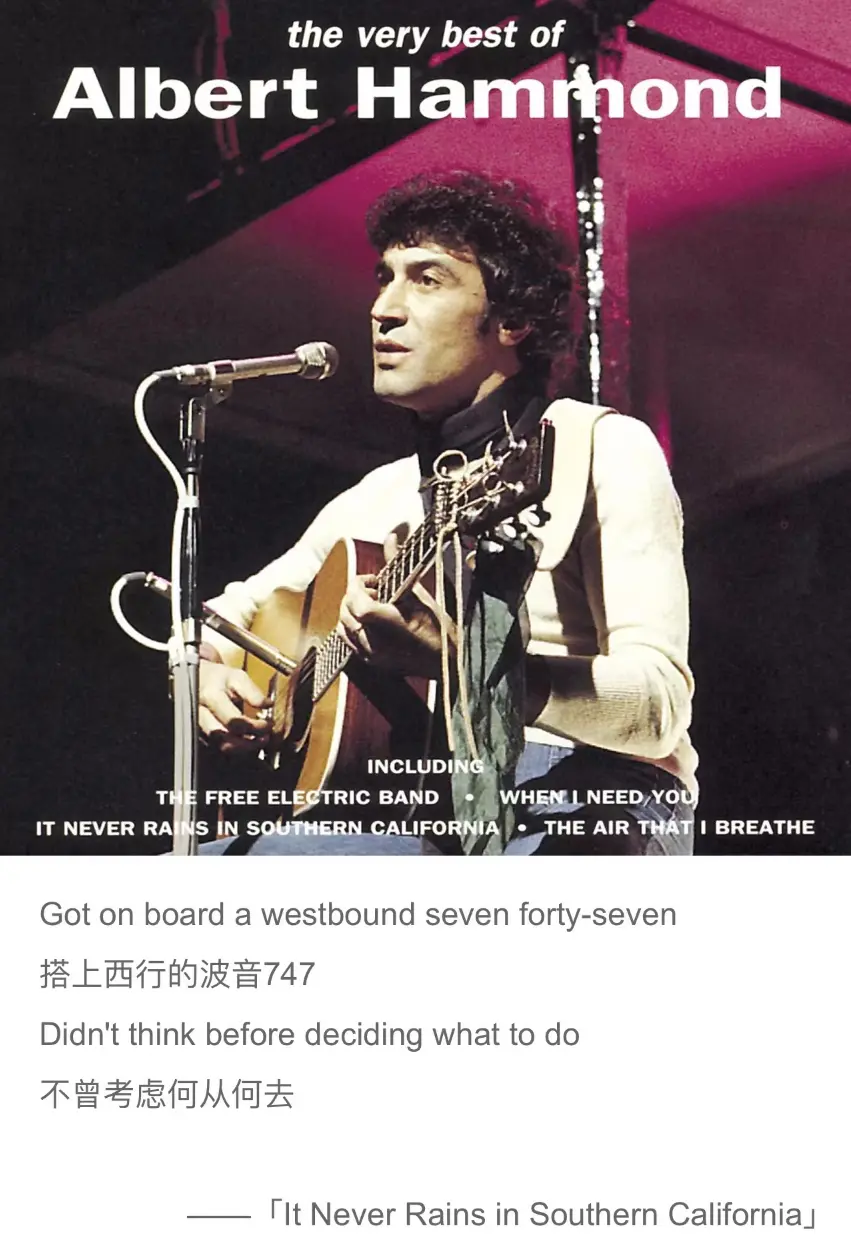 the very best of
Albert Hammond
INCLUDING
THE FREE ELECTRIC BAND • WHEN I NEED YOU
IT NEVER RAINS IN SOUTHERN CALIFORNIA • THE AIR THAT I BREATHE
Got on board a westbound seven forty-seven
搭上西行的波音747
Didn't think before deciding what to do
不曾考虑何从何去
——「It Never Rains in Southern California」